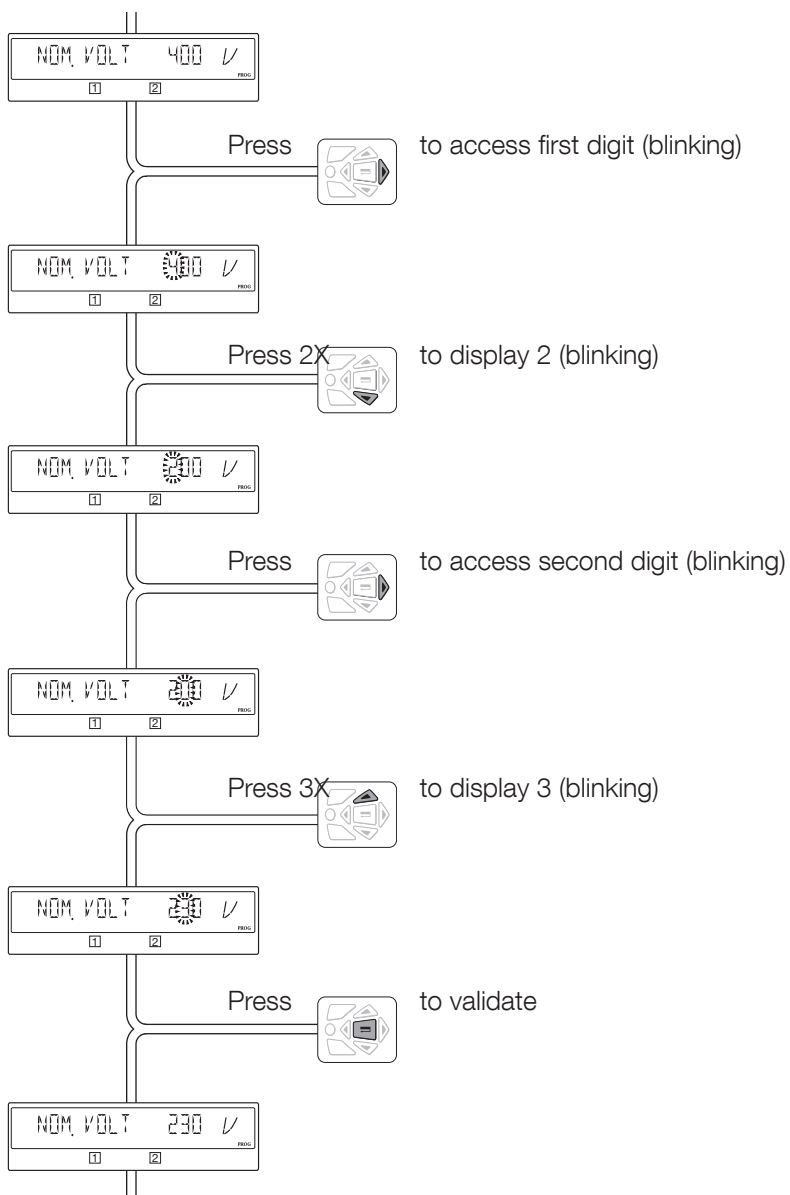 NOM. VOLT 400 V
PROG
1 2
Press to access first digit (blinking)
NOM. VOLT 400 V
PROG
1 2
Press 2X to display 2 (blinking)
NOM. VOLT 200 V
PROG
1 2
Press to access second digit (blinking)
NOM. VOLT 200 V
PROG
1 2
Press 3X to display 3 (blinking)
NOM. VOLT 230 V
PROG
1 2
Press to validate
NOM. VOLT 230 V
PROG
1 2